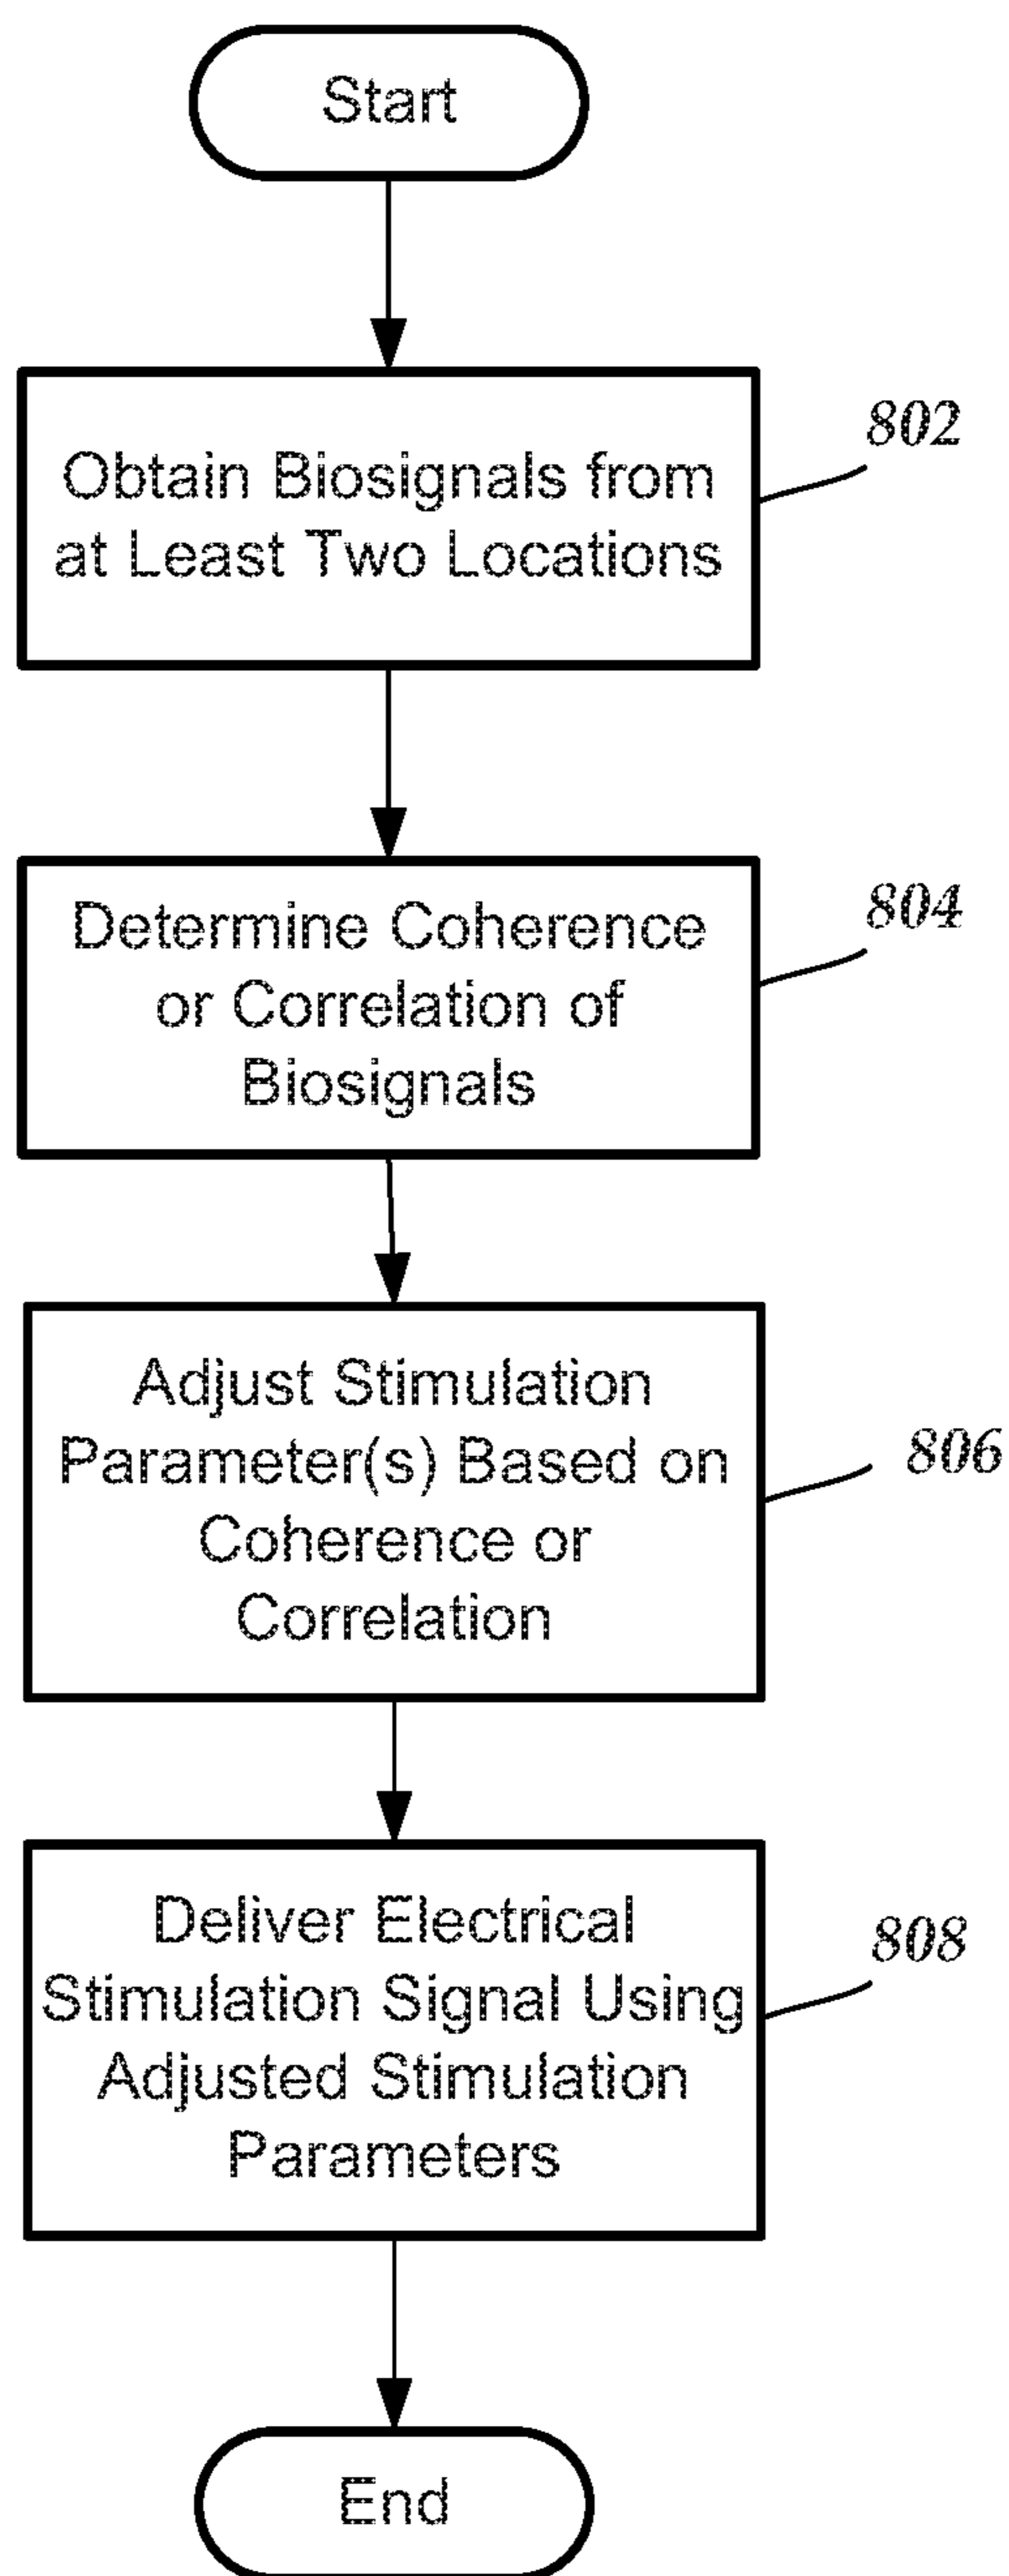 Start
Obtain Biosignals from
at Least Two Locations
802
Determine Coherence
or Correlation of
Biosignals
804
Adjust Stimulation
Parameter(s) Based on
Coherence or
Correlation
806
Deliver Electrical
Stimulation Signal Using
Adjusted Stimulation
Parameters
808
End